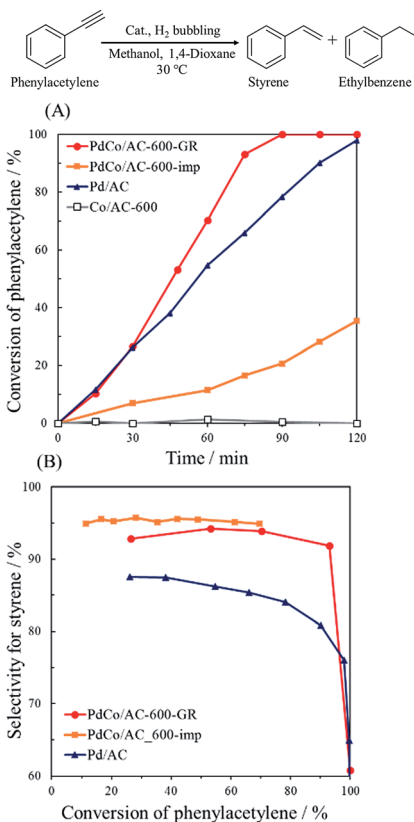 Cat., H₂ bubbling
Methanol, 1,4-Dioxane
30 °C
Phenylacetylene
Styrene
+
Ethylbenzene
(A)
Conversion of phenylacetylene / %
100
80
60
40
20
0
PdCo/AC-600-GR
PdCo/AC-600-imp
Pd/AC
Co/AC-600
0 30 60 90 120
Time / min
(B)
Selectivity for styrene / %
100
90
80
70
60
PdCo/AC-600-GR
PdCo/AC_600-imp
Pd/AC
0 20 40 60 80 100
Conversion of phenylacetylene / %